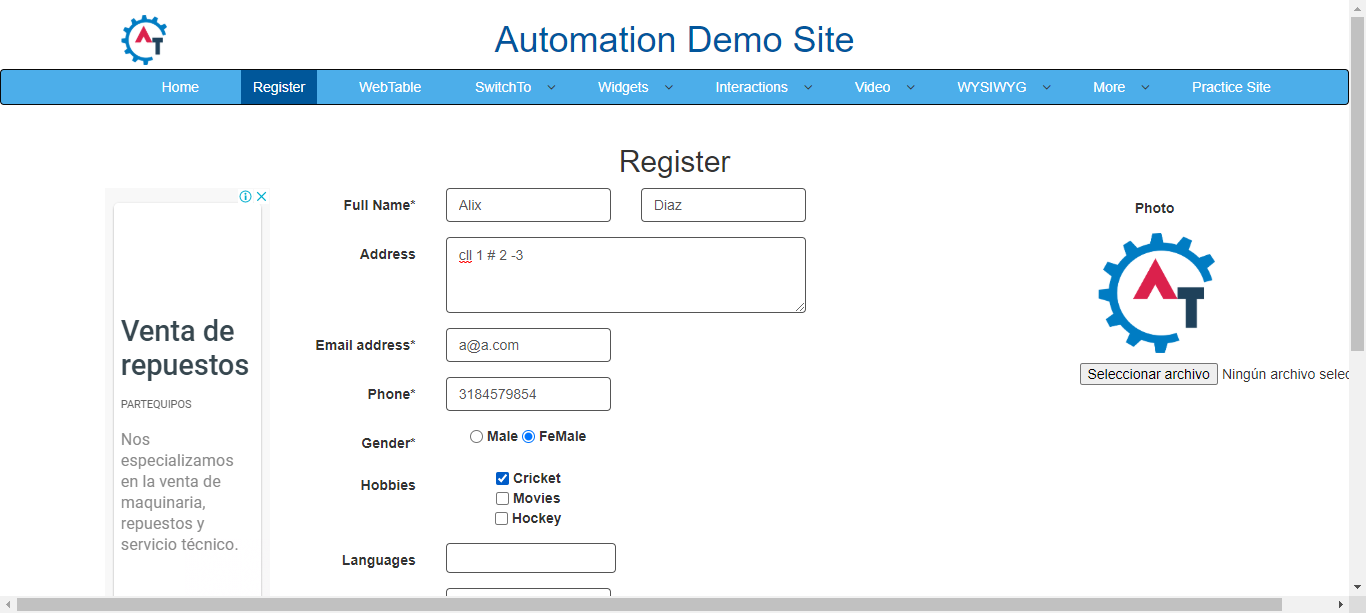 AT
Automation Demo Site
Home Register WebTable SwitchTo Widgets Interactions Video WYSIWYG More Practice Site
Register
Full Name* Alix Diaz
Address cll 1 # 2 -3
Email address* a@a.com
Phone* 3184579854
Gender* Male FeMale
Hobbies Cricket
Movies
Hockey
Languages
Venta de
repuestos
PARTEQUIPOS
Nos
especializamos
en la venta de
maquinaria,
repuestos y
servicio técnico.
Photo
AT
Seleccionar archivo Ningún archivo selec